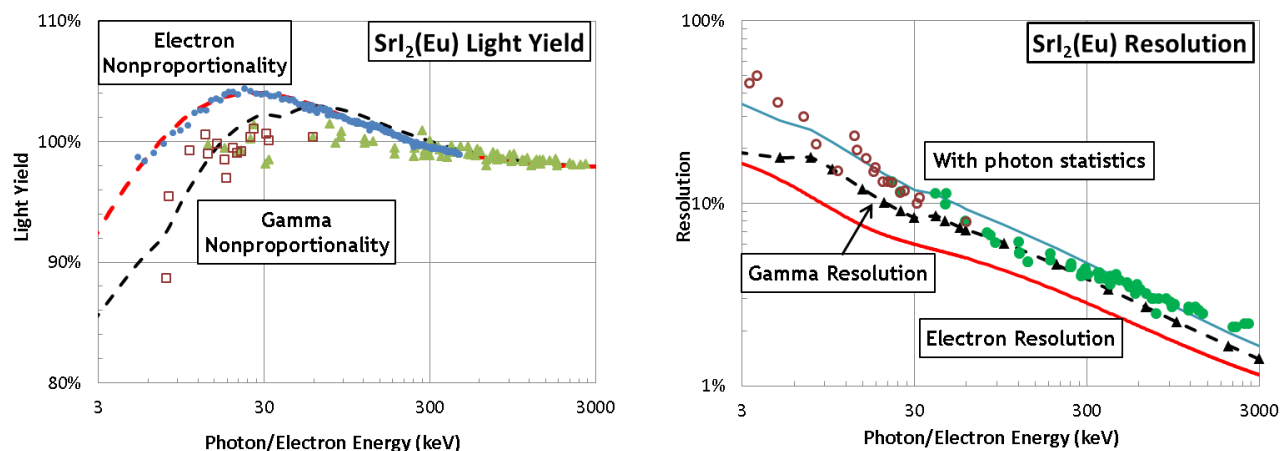 110%
100%
90%
80%
Light Yield
Electron
Nonproportionality
SrI₂(Eu) Light Yield
Gamma
Nonproportionality
3
30
300
3000
Photon/Electron Energy (keV)
100%
10%
1%
Resolution
SrI₂(Eu) Resolution
With photon statistics
Gamma Resolution
Electron Resolution
3
30
300
3000
Photon/Electron Energy (keV)